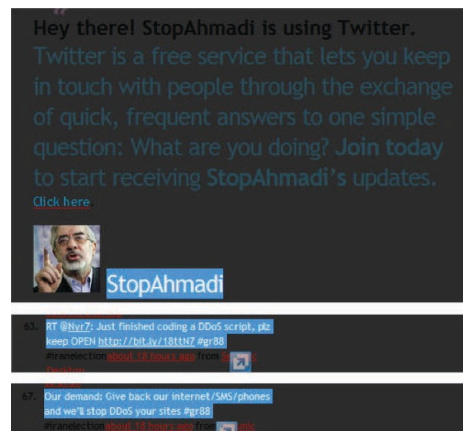 Hey there! StopAhmadi is using Twitter.
Twitter is a free service that lets you keep
in touch with people through the exchange
of quick, frequent answers to one simple
question: What are you doing? Join today
to start receiving StopAhmadi's updates.
Click here
StopAhmadi
63. RT @Nyr7: Just finished coding a DDoS script, plz
keep OPEN http://bit.ly/18ttN7 #gr88
#iranelection about 18 hours ago from
67. Our demand: Give back our internet/SMS/phones
and we'll stop DDoS your sites #gr88
#iranelection about 18 hours ago from